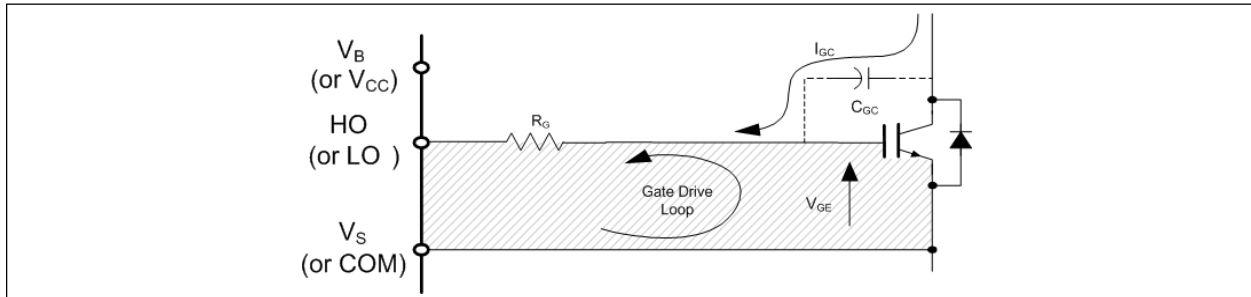 V_B
(or V_CC)
HO
(or LO )
V_S
(or COM)
R_G
I_GC
C_GC
Gate Drive
Loop
V_GE